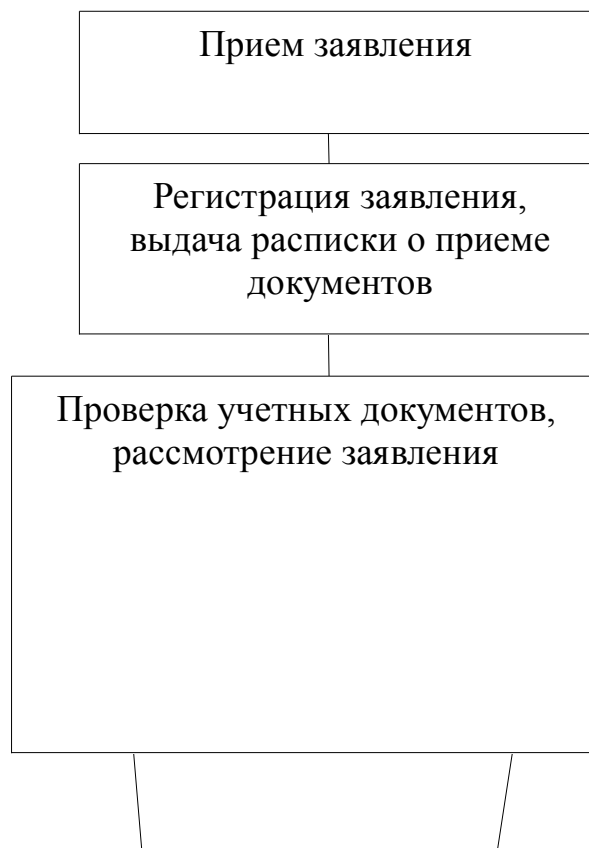 Прием заявления
Регистрация заявления,
выдача расписки о приеме
документов
Проверка учетных документов,
рассмотрение заявления